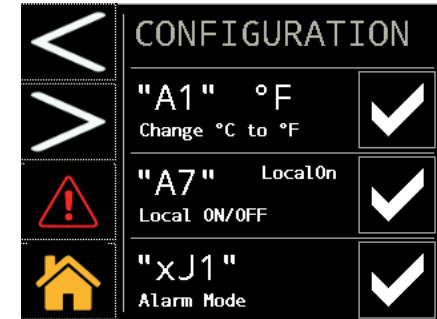 CONFIGURATION
"A1" °F
Change °C to °F
"A7" LocalOn
Local ON/OFF
"xJ1"
Alarm Mode